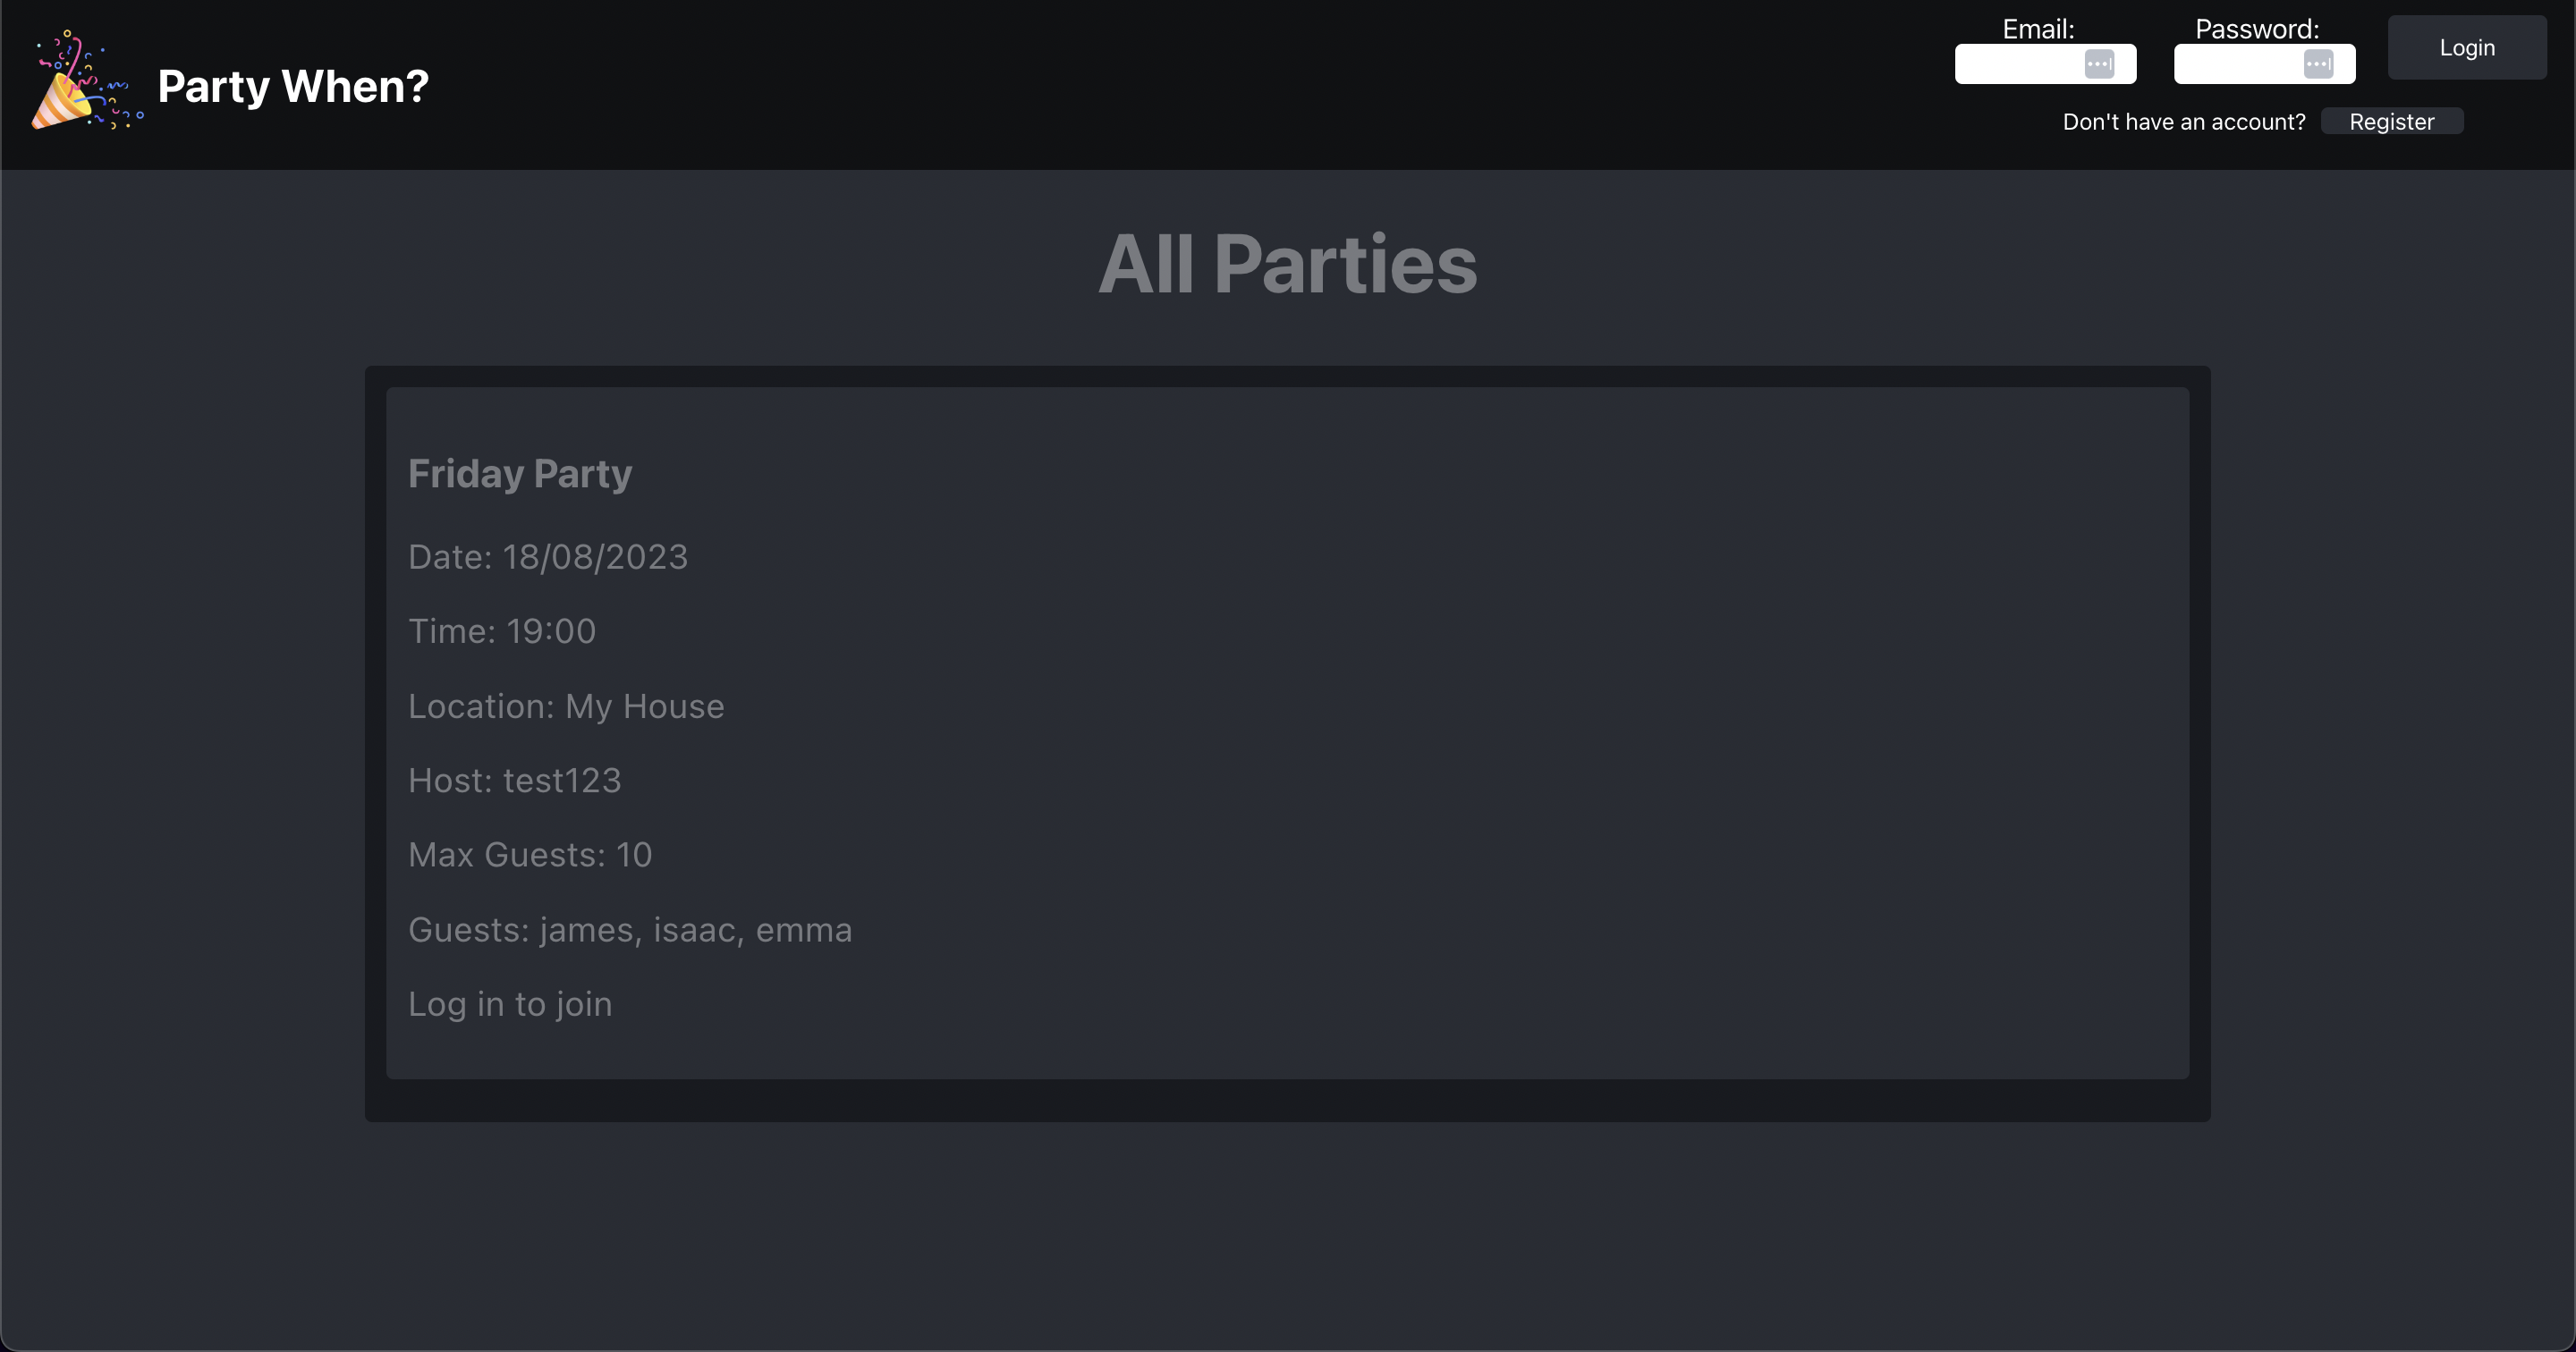 Party When?
Email:
Password:
Login
Don't have an account?
Register
All Parties
Friday Party
Date: 18/08/2023
Time: 19:00
Location: My House
Host: test123
Max Guests: 10
Guests: james, isaac, emma
Log in to join